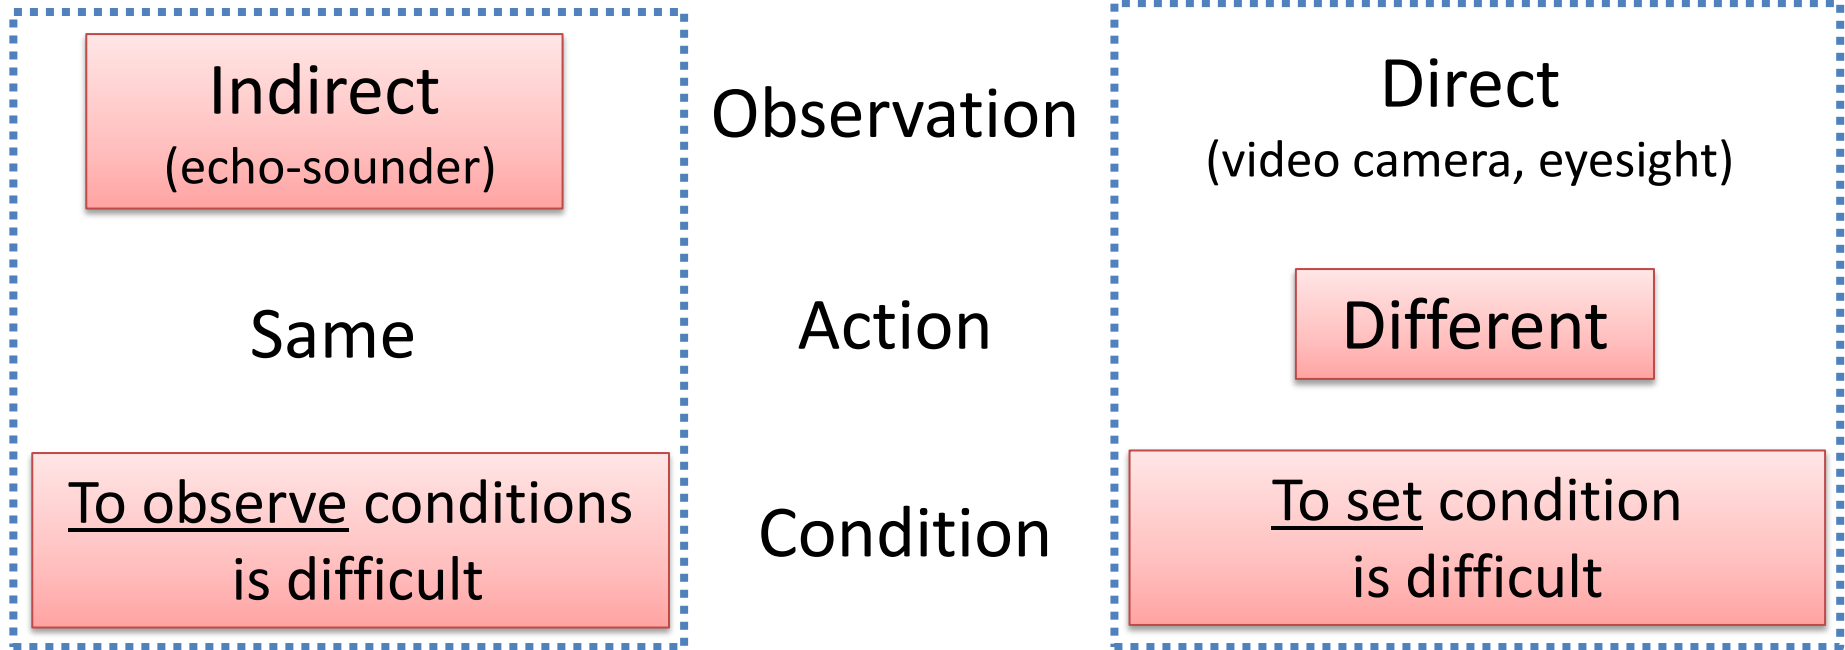 Indirect
(echo-sounder)
Observation
Direct
(video camera, eyesight)
Same
Action
Different
To observe conditions
is difficult
Condition
To set condition
is difficult